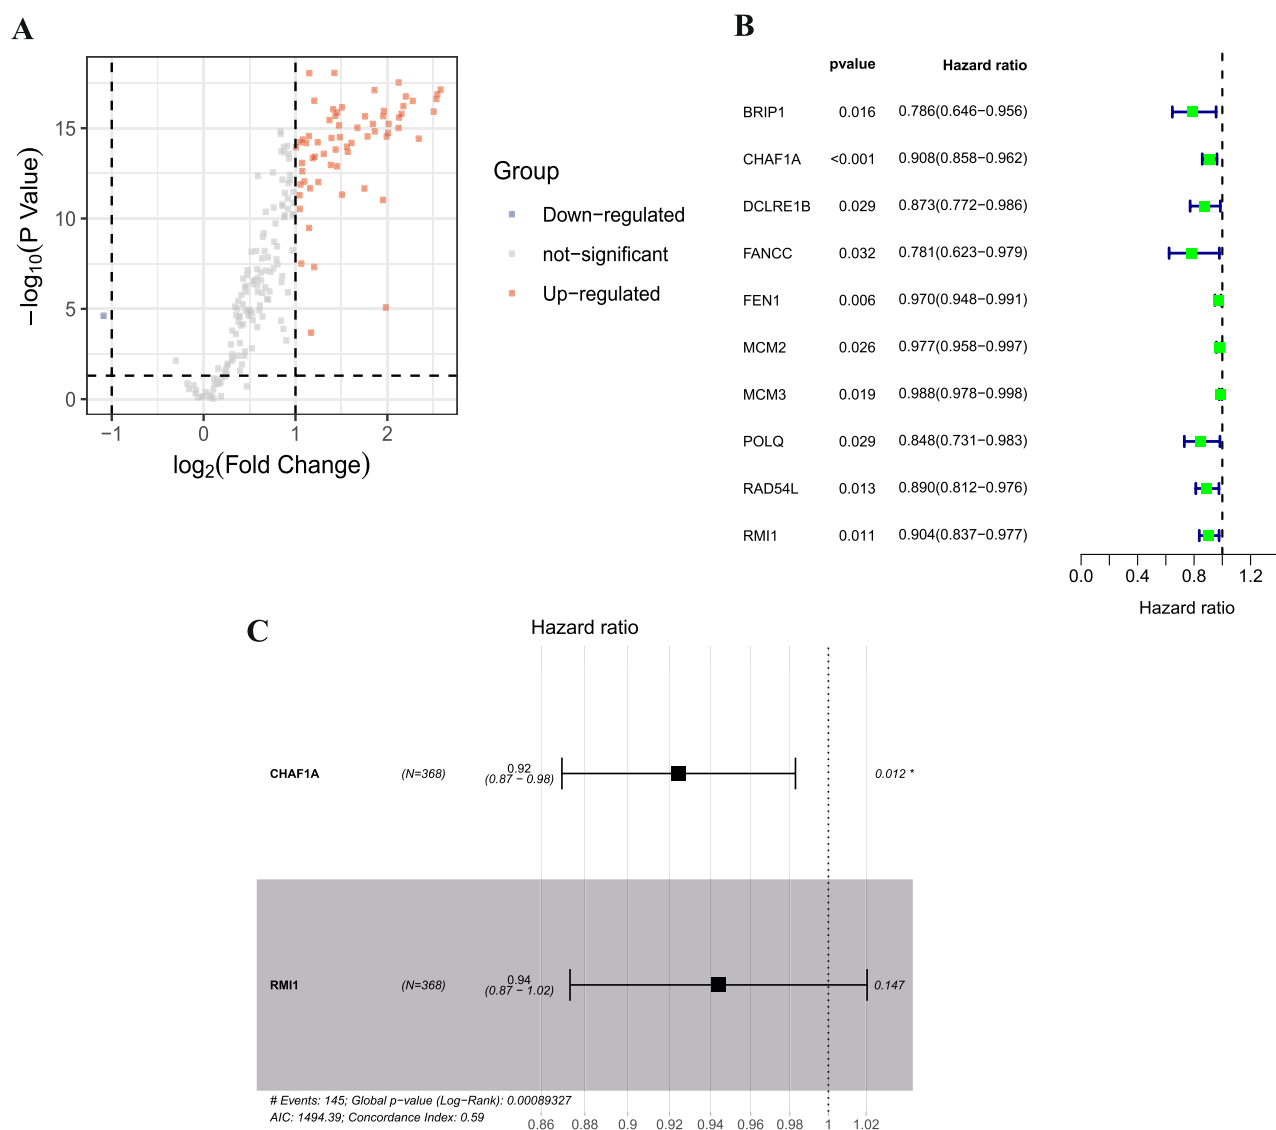 A
−log10(P Value)
15
10
5
0
−1
0
1
2
log2(Fold Change)
Group
Down−regulated
not−significant
Up−regulated
B
pvalue Hazard ratio
BRIP1 0.016 0.786(0.646−0.956)
CHAF1A <0.001 0.908(0.858−0.962)
DCLRE1B 0.029 0.873(0.772−0.986)
FANCC 0.032 0.781(0.623−0.979)
FEN1 0.006 0.970(0.948−0.991)
MCM2 0.026 0.977(0.958−0.997)
MCM3 0.019 0.988(0.978−0.998)
POLQ 0.029 0.848(0.731−0.983)
RAD54L 0.013 0.890(0.812−0.976)
RMI1 0.011 0.904(0.837−0.977)
0.0 0.4 0.8 1.2
Hazard ratio
C
Hazard ratio
CHAF1A (N=368) 0.92 0.012 *
(0.87 − 0.98)
RMI1 (N=368) 0.94 0.147
(0.87 − 1.02)
# Events: 145; Global p−value (Log−Rank): 0.00089327
AIC: 1494.39; Concordance Index: 0.59
0.86 0.88 0.9 0.92 0.94 0.96 0.98 1 1.02